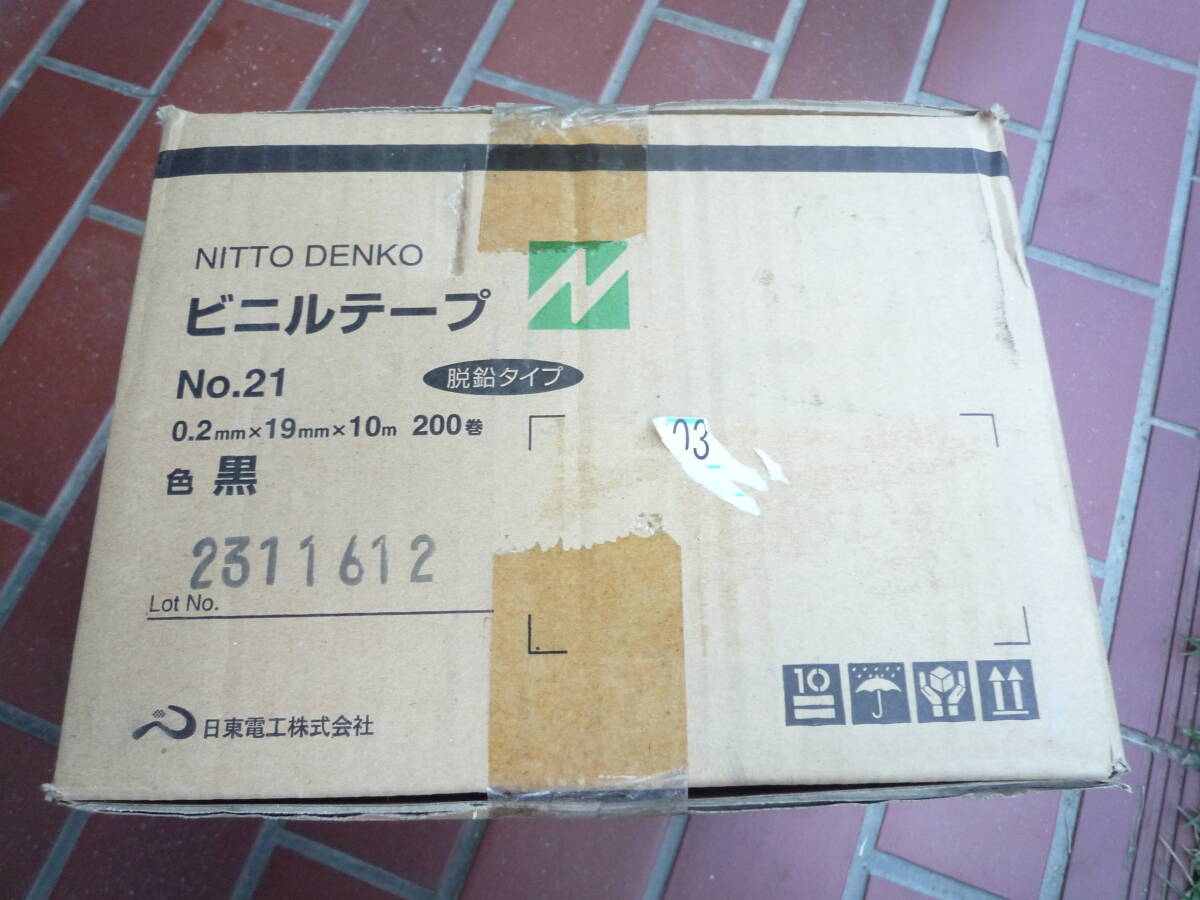 NITTO DENKO
ビニルテープ
No.21
脱鉛タイプ
0.2mm×19mm×10m 200巻
色 黒
73
2311612
Lot No.
日東電工株式会社
10